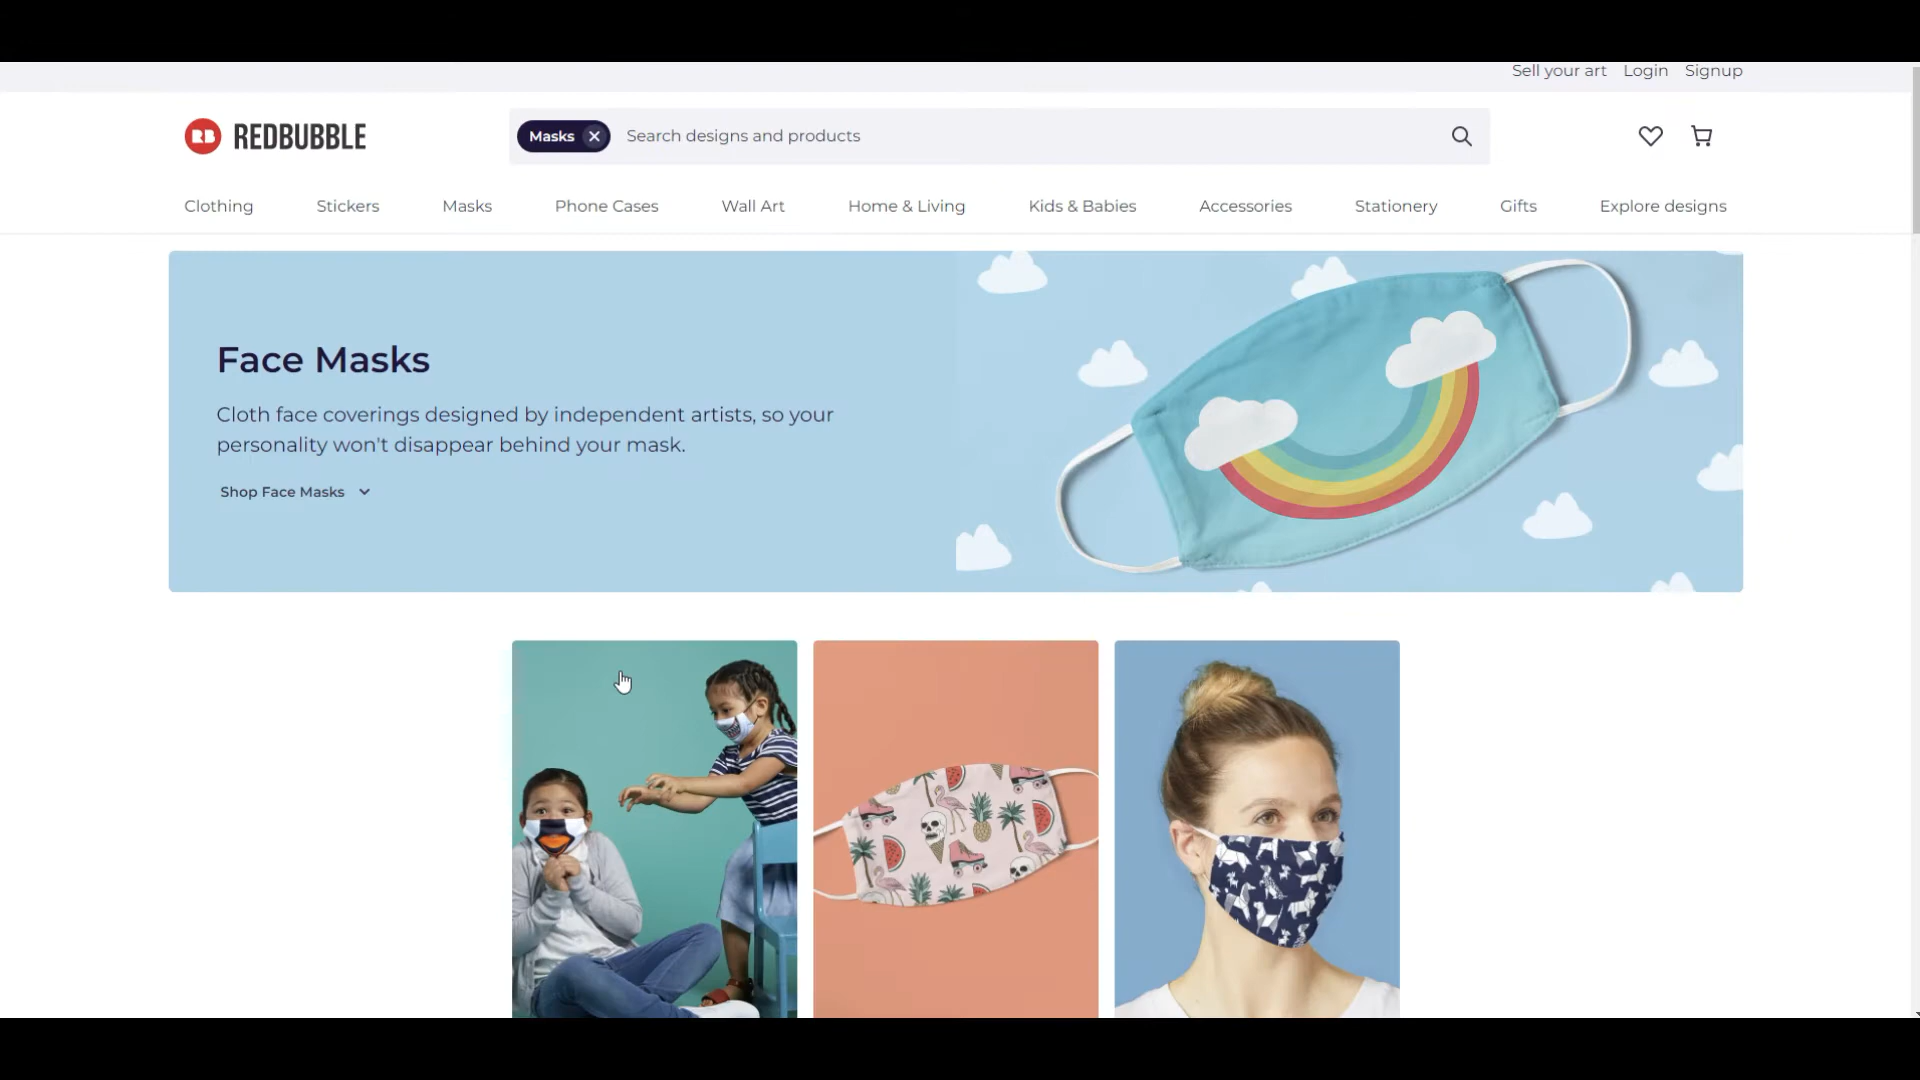 Sell your art Login Signup
RB REDBUBBLE
Masks Search designs and products
Clothing Stickers Masks Phone Cases Wall Art Home & Living Kids & Babies Accessories Stationery Gifts Explore designs
Face Masks
Cloth face coverings designed by independent artists, so your
personality won't disappear behind your mask.
Shop Face Masks